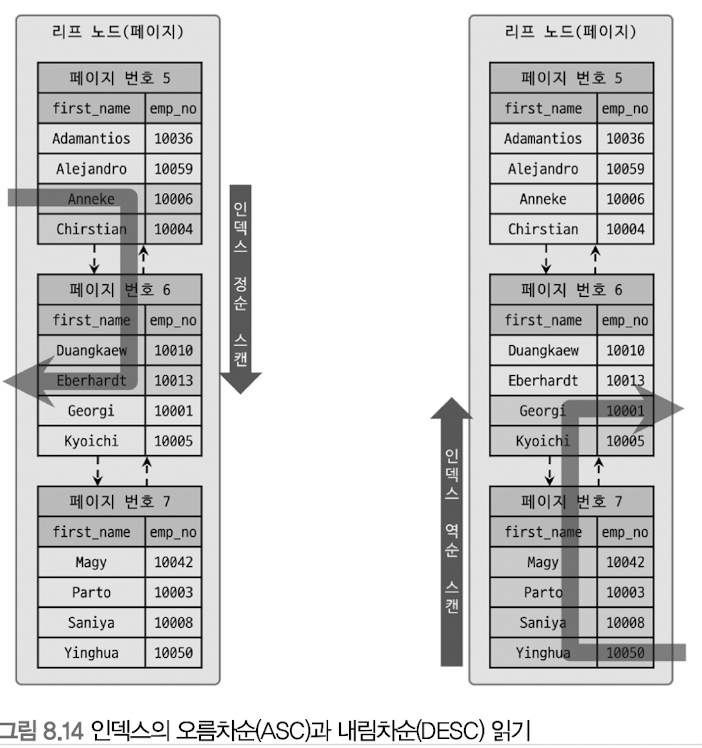 리프 노드(페이지)
페이지 번호 5
first_name emp_no
Adamantios 10036
Alejandro 10059
Anneke 10006
Chirstian 10004
페이지 번호 6
first_name emp_no
Duangkaew 10010
Eberhardt 10013
Georgi 10001
Kyoichi 10005
페이지 번호 7
first_name emp_no
Magy 10042
Parto 10003
Saniya 10008
Yinghua 10050
인덱스 정순 스캔
리프 노드(페이지)
페이지 번호 5
first_name emp_no
Adamantios 10036
Alejandro 10059
Anneke 10006
Chirstian 10004
페이지 번호 6
first_name emp_no
Duangkaew 10010
Eberhardt 10013
Georgi 10001
Kyoichi 10005
페이지 번호 7
first_name emp_no
Magy 10042
Parto 10003
Saniya 10008
Yinghua 10050
인덱스 역순 스캔
그림 8.14 인덱스의 오름차순(ASC)과 내림차순(DESC) 읽기